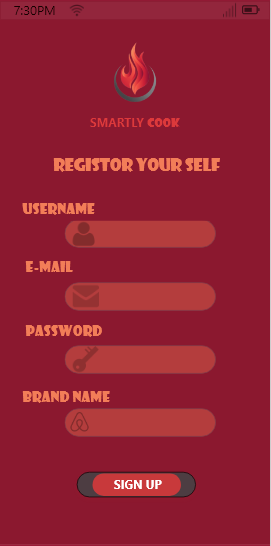 7:30PM
SMARTLY COOK
REGISTOR YOUR SELF
USERNAME
E-MAIL
PASSWORD
BRAND NAME
SIGN UP